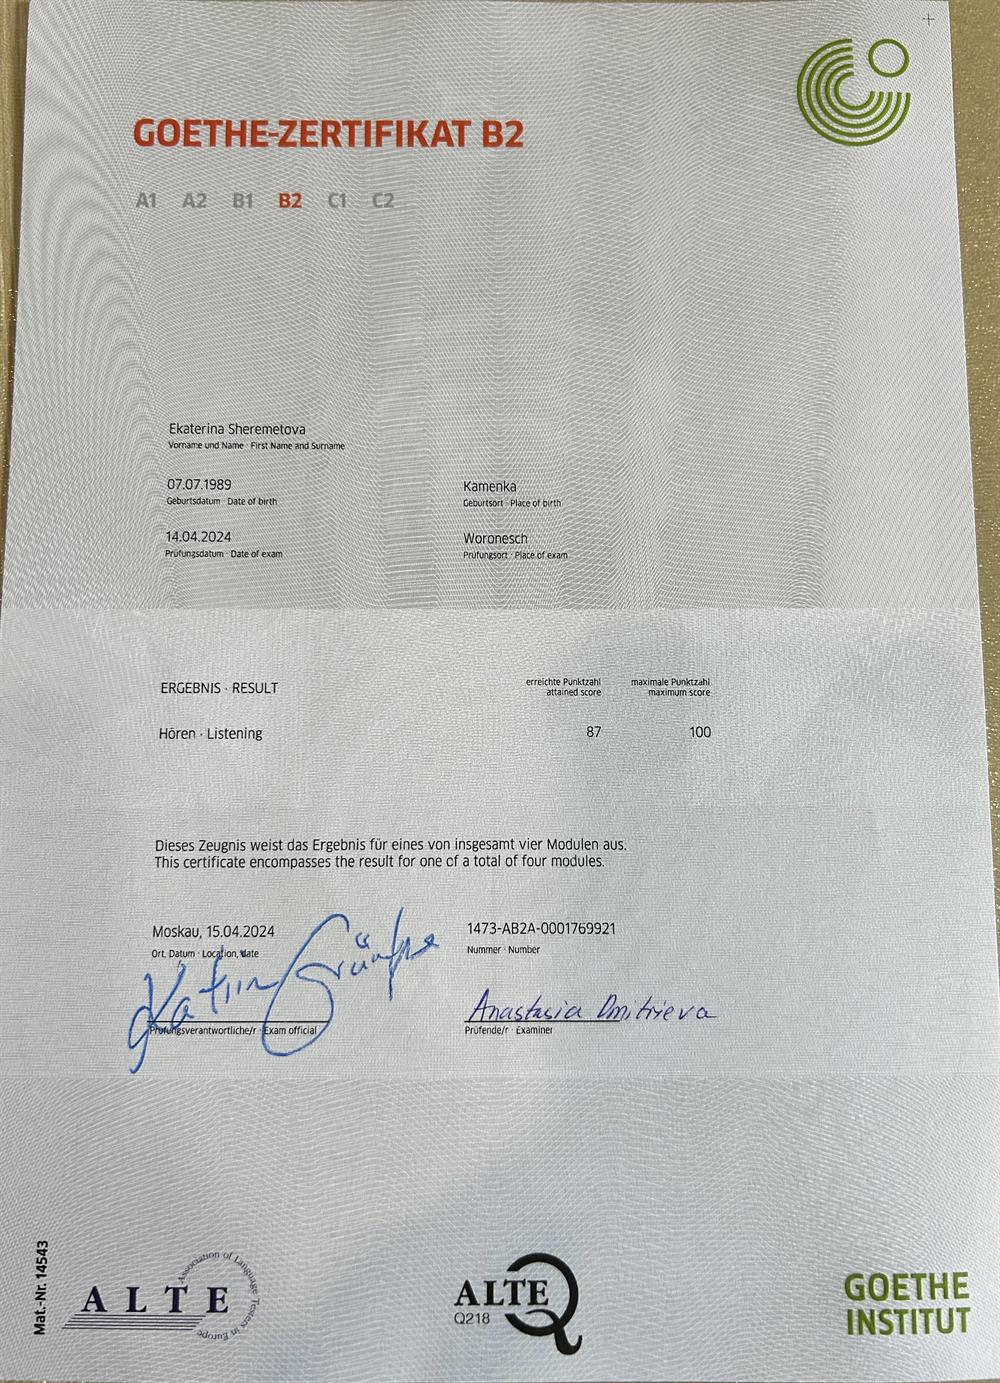 GOETHE-ZERTIFIKAT B2
A1 A2 B1 B2 C1 C2
Ekaterina Sheremetova
Vorname und Name · First Name and Surname
07.07.1989
Geburtsdatum · Date of birth
Kamenka
Geburtsort · Place of birth
14.04.2024
Prüfungsdatum · Date of exam
Woronesch
Prüfungsort · Place of exam
ERGEBNIS · RESULT
erreichte Punktzahl
attained score
maximale Punktzahl
maximum score
Hören · Listening 87 100
Dieses Zeugnis weist das Ergebnis für eines von insgesamt vier Modulen aus.
This certificate encompasses the result for one of a total of four modules.
Moskau, 15.04.2024
Ort, Datum · Location, date
1473-AB2A-0001769921
Nummer · Number
Katrin
Prüfungsverantwortliche/r · Exam official
Anastasia Dmitrieva
Prüfende/r · Examiner
Mat.-Nr. 14543
ALTE
Association of Language Testers in Europe
ALTE
Q218
GOETHE
INSTITUT